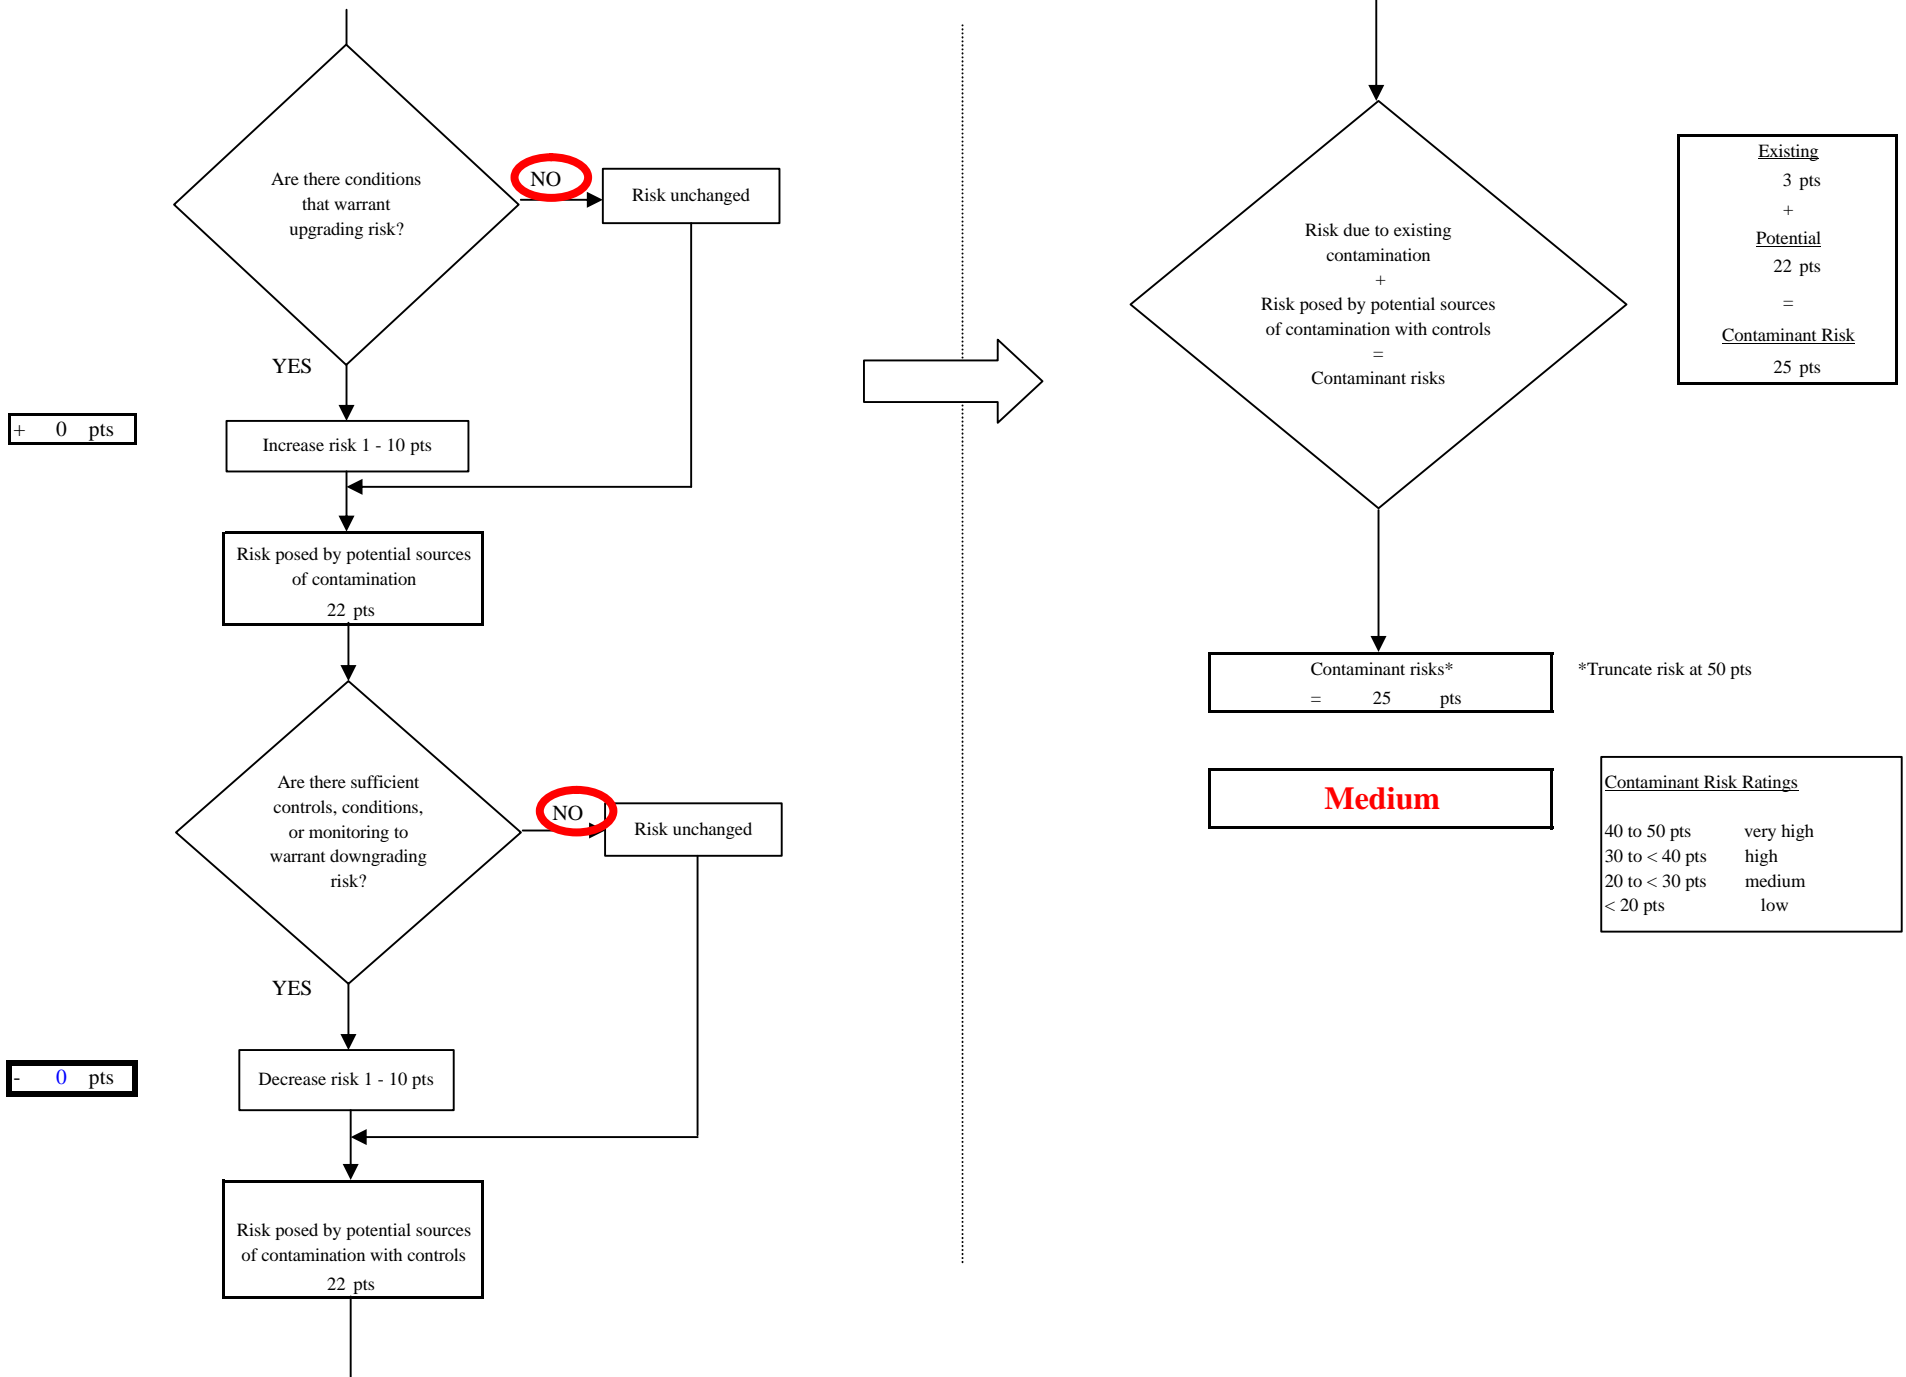 Are there conditions
that warrant
upgrading risk?
NO
Risk unchanged
YES
+ 0 pts
Increase risk 1 - 10 pts
Risk posed by potential sources
of contamination
22 pts
Are there sufficient
controls, conditions,
or monitoring to
warrant downgrading
risk?
NO
Risk unchanged
YES
- 0 pts
Decrease risk 1 - 10 pts
Risk posed by potential sources
of contamination with controls
22 pts
Risk due to existing
contamination
+
Risk posed by potential sources
of contamination with controls
=
Contaminant risks
Existing
3 pts
+
Potential
22 pts
=
Contaminant Risk
25 pts
Contaminant risks*
= 25 pts
*Truncate risk at 50 pts
Medium
Contaminant Risk Ratings
40 to 50 pts very high
30 to < 40 pts high
20 to < 30 pts medium
< 20 pts low